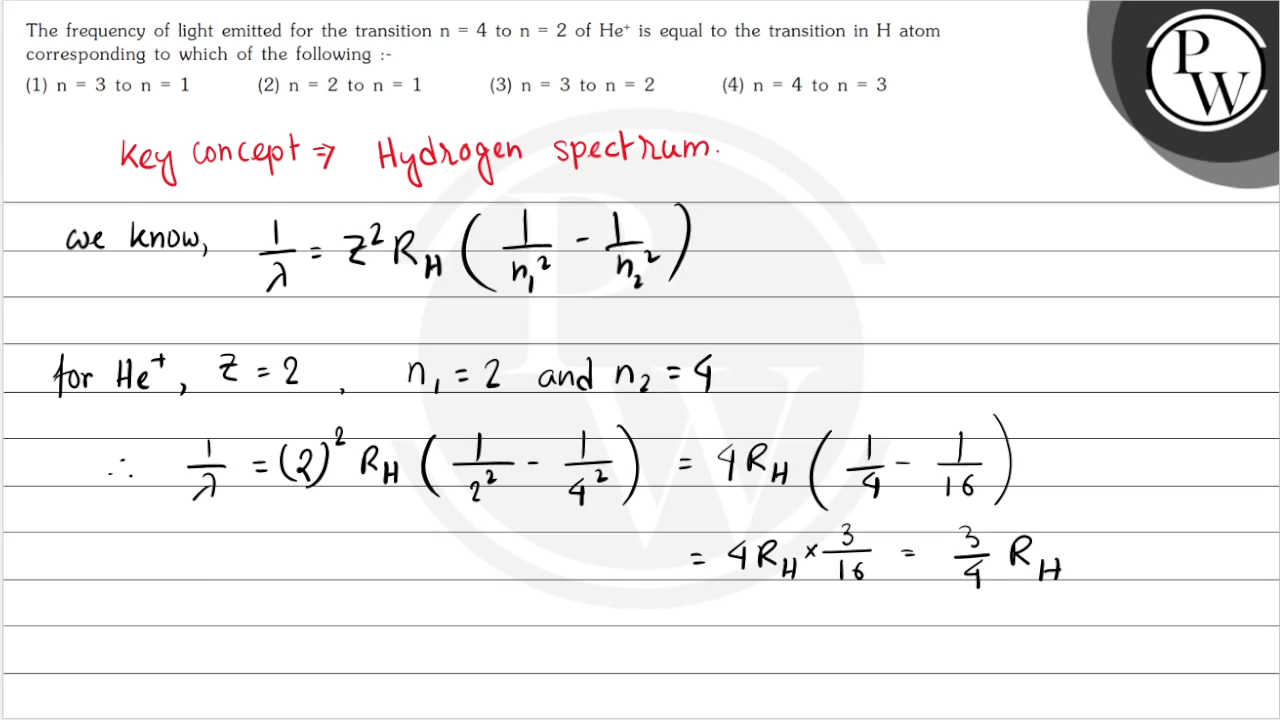 The frequency of light emitted for the transition n = 4 to n = 2 of He⁺ is equal to the transition in H atom
corresponding to which of the following :-
(1) n = 3 to n = 1 (2) n = 2 to n = 1 (3) n = 3 to n = 2 (4) n = 4 to n = 3
PW
Key concept ⇒ Hydrogen spectrum.
we know, 1/λ = Z² R_H (1/n₁² - 1/n₂²)
for He⁺, Z = 2, n₁ = 2 and n₂ = 4
∴ 1/λ = (2)² R_H (1/2² - 1/4²) = 4R_H (1/4 - 1/16)
= 4R_H × 3/16 = 3/4 R_H